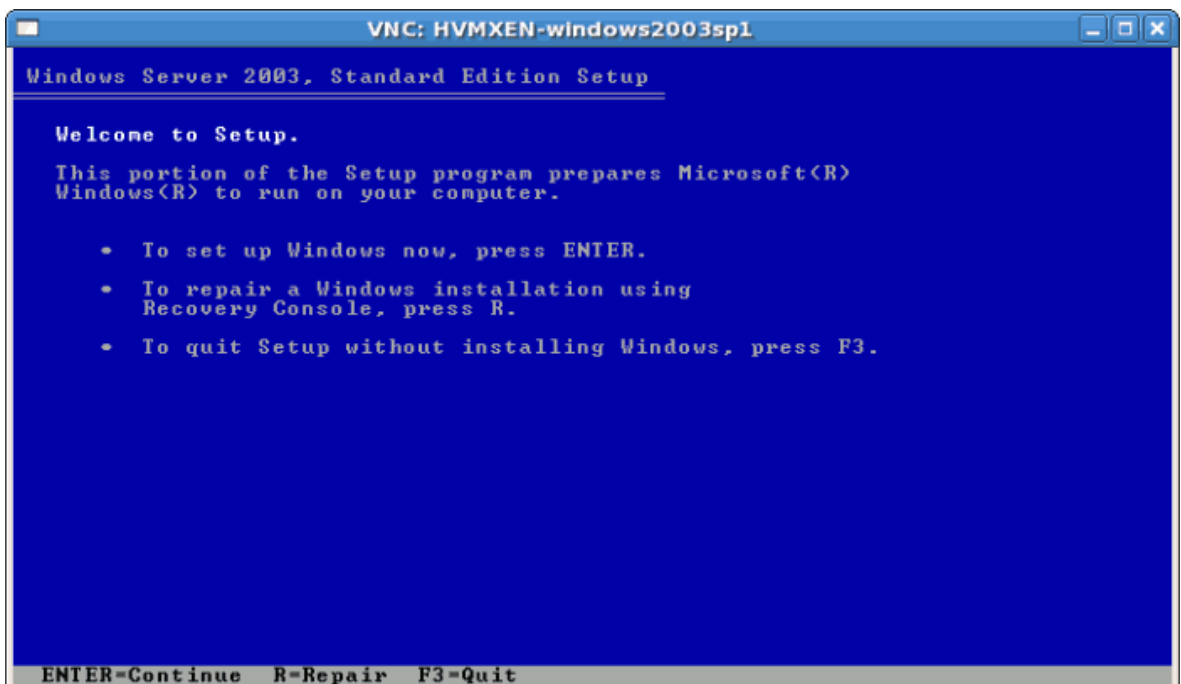 VNC: HVMXEN-windows2003sp1
Windows Server 2003, Standard Edition Setup
Welcome to Setup.
This portion of the Setup program prepares Microsoft(R)
Windows(R) to run on your computer.
• To set up Windows now, press ENTER.
• To repair a Windows installation using
Recovery Console, press R.
• To quit Setup without installing Windows, press F3.
ENTER=Continue R=Repair F3=Quit